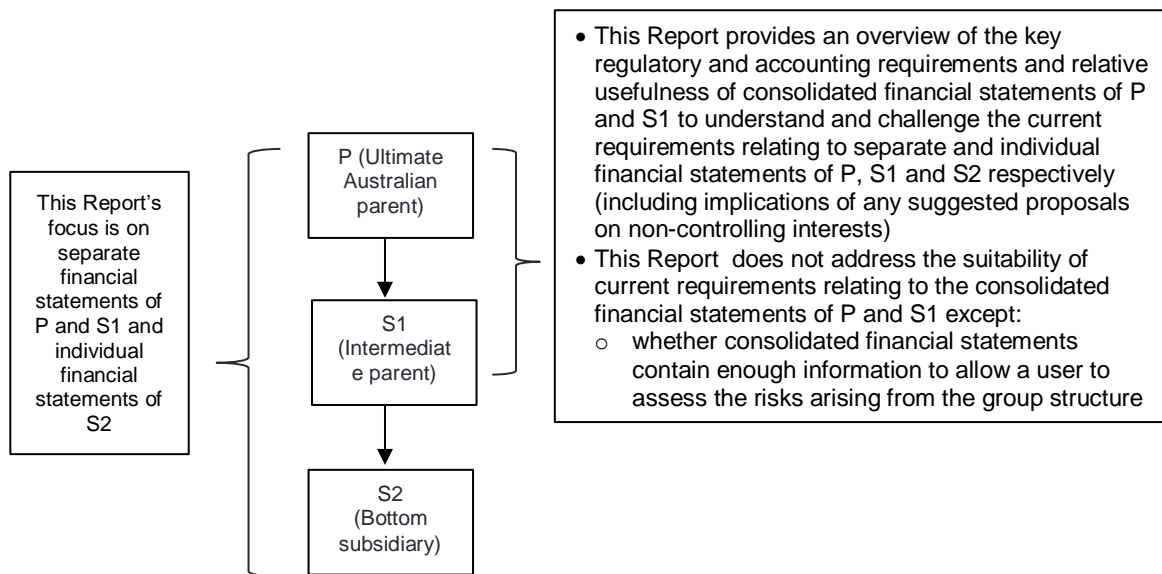 This Report's
focus is on
separate
financial
statements of
P and S1 and
individual
financial
statements of
S2
P (Ultimate
Australian
parent)
S1
(Intermediat
e parent)
S2
(Bottom
subsidiary)
• This Report provides an overview of the key
regulatory and accounting requirements and relative
usefulness of consolidated financial statements of P
and S1 to understand and challenge the current
requirements relating to separate and individual
financial statements of P, S1 and S2 respectively
(including implications of any suggested proposals
on non-controlling interests)
• This Report does not address the suitability of
current requirements relating to the consolidated
financial statements of P and S1 except:
o whether consolidated financial statements
contain enough information to allow a user to
assess the risks arising from the group structure